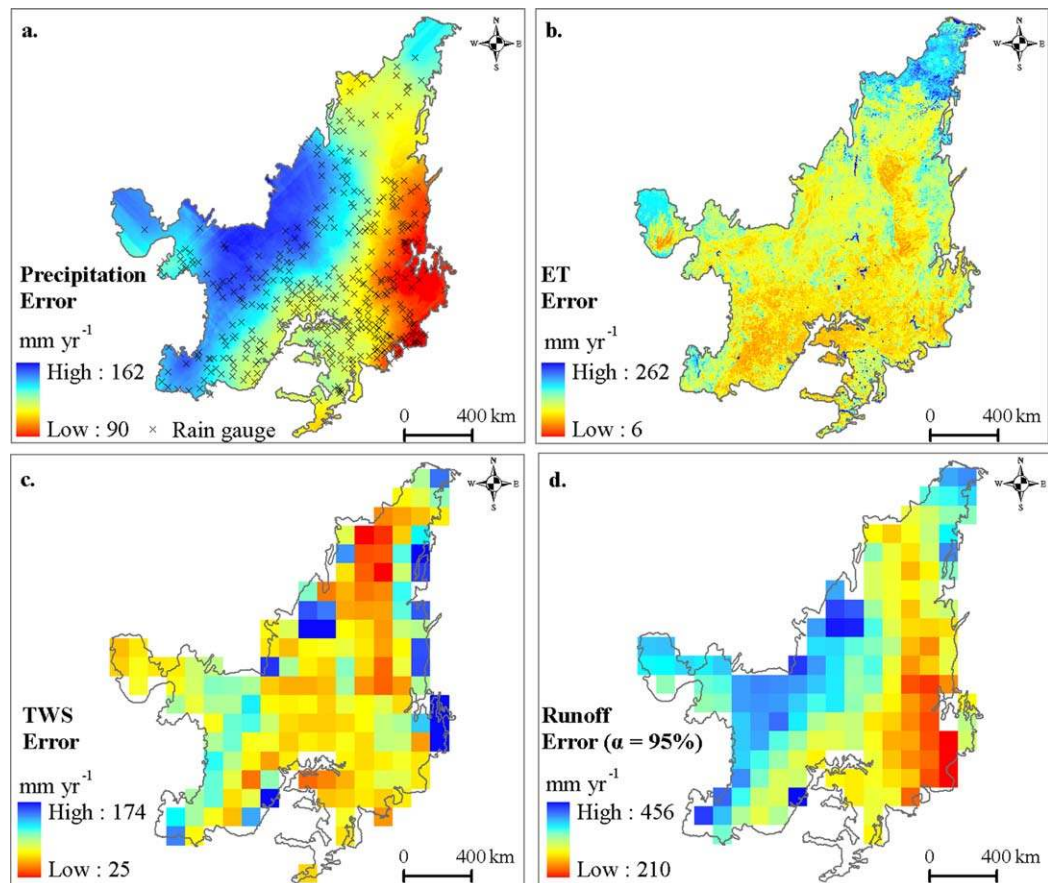 a.
N
W E
S
Precipitation
Error
mm yr⁻¹
High : 162
Low : 90
× Rain gauge
0 400 km
b.
N
W E
S
ET
Error
mm yr⁻¹
High : 262
Low : 6
0 400 km
c.
N
W E
S
TWS
Error
mm yr⁻¹
High : 174
Low : 25
0 400 km
d.
N
W E
S
Runoff
Error (α = 95%)
mm yr⁻¹
High : 456
Low : 210
0 400 km